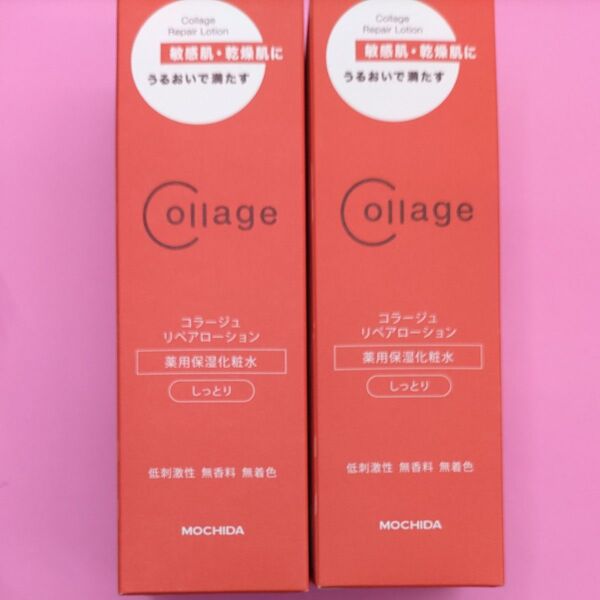 Collage
Repair Lotion
敏感肌・乾燥肌に
うるおいで満たす
Collage
コラージュ
リペアローション
薬用保湿化粧水
しっとり
低刺激性 無香料 無着色
MOCHIDA
Collage
Repair Lotion
敏感肌・乾燥肌に
うるおいで満たす
Collage
コラージュ
リペアローション
薬用保湿化粧水
しっとり
低刺激性 無香料 無着色
MOCHIDA